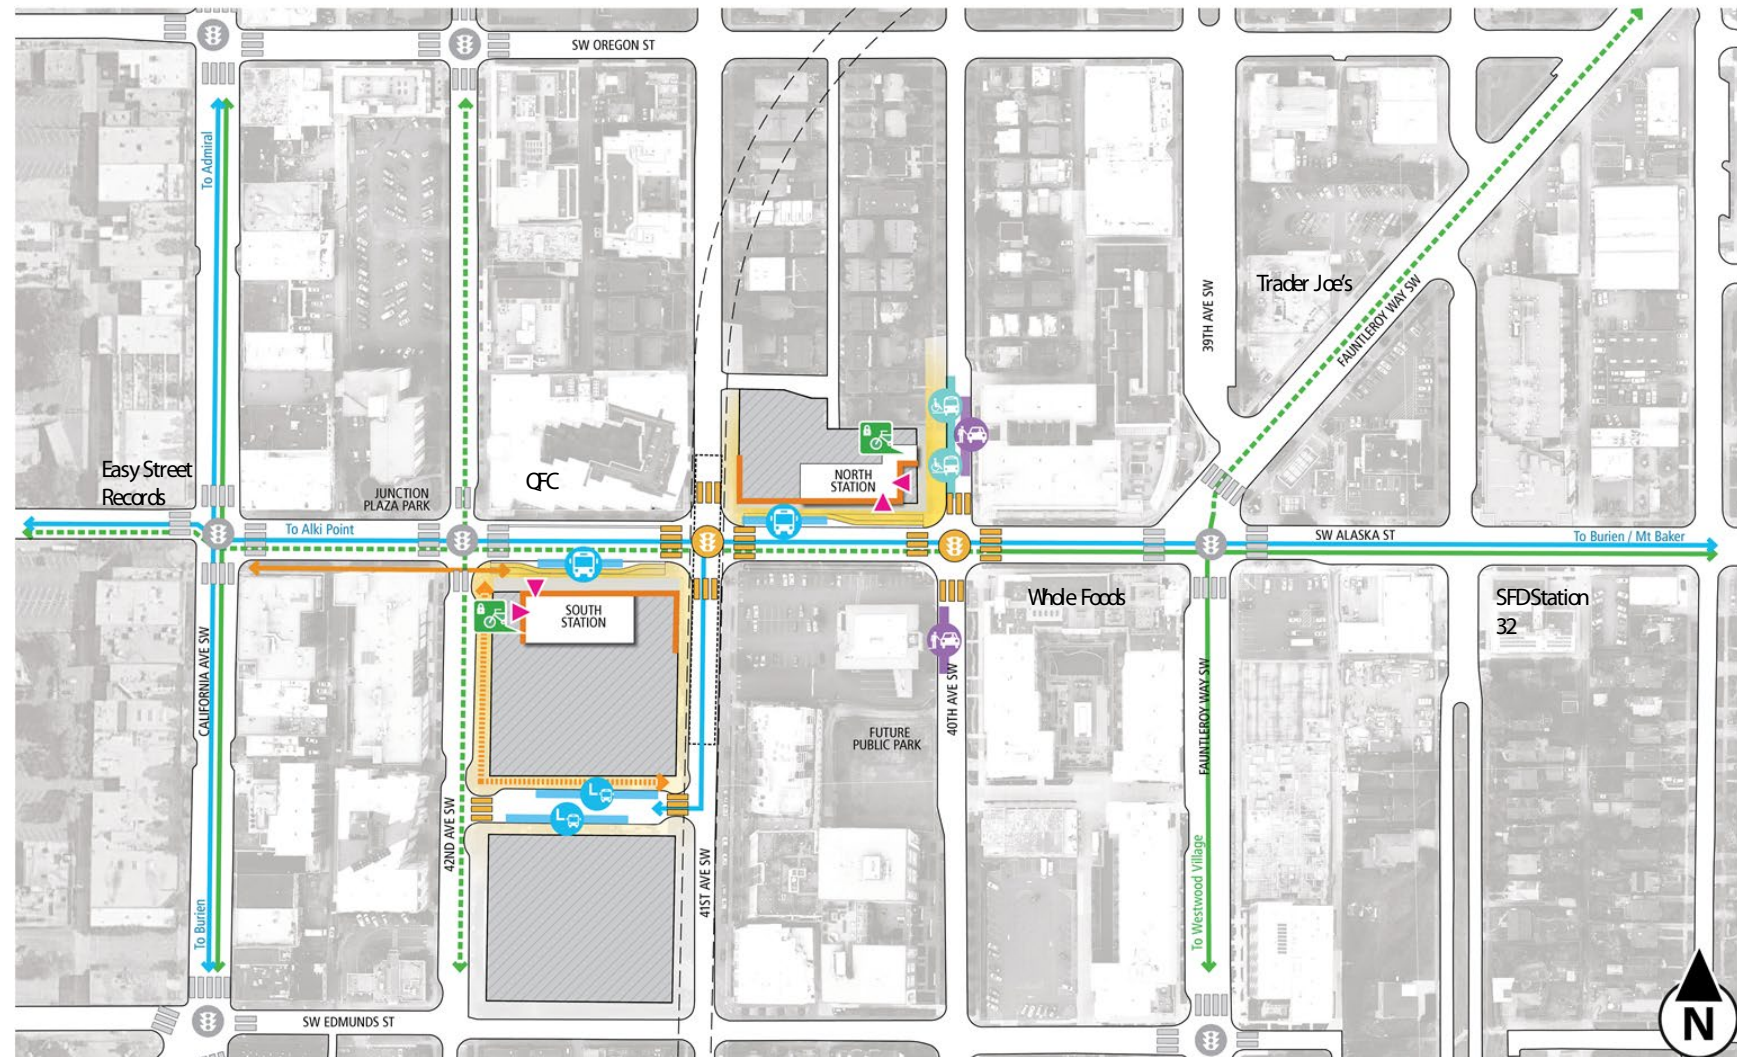 SW OREGON ST
To Admiral
39TH AVE SW
Trader Joe's
FAUNTLEROY WAY SW
Easy Street
Records
JUNCTION
PLAZA PARK
QFC
NORTH
STATION
To Alki Point
SW ALASKA ST
To Burien / Mt Baker
SOUTH
STATION
Whole Foods
SFDStation
32
CALIFORNIA AVE SW
40TH AVE SW
FAUNTLEROY WAY SW
FUTURE
PUBLIC PARK
L
L
42ND AVE SW
41ST AVE SW
To Westwood Village
To Burien
SW EDMUNDS ST
N